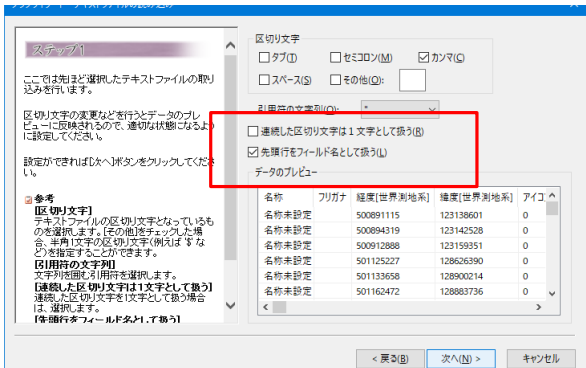 ステップ1
ここでは先ほど選択したテキストファイルの取り
込みを行います。
区切り文字の変更などを行うとデータのプレ
ビューに反映されるので、適切な状態になるよう
に設定してください。
設定ができれば[次へ]ボタンをクリックしてくださ
い。
参考
[区切り文字]
テキストファイルの区切り文字となっているも
のを選択します。[その他]をチェックした場
合、半角1文字の区切り文字(例えば $ な
ど)を指定することができます。
[引用符の文字列]
文字列を囲む引用符を選択します。
[連続した区切り文字は1文字として扱う]
連続した区切り文字を1文字として扱う場合
は、選択します。
[先頭行をフィールド名として扱う]
区切り文字
タブ(T) セミコロン(M) カンマ(C)
スペース(S) その他(O):
引用符の文字列(Q): "
連続した区切り文字は1文字として扱う(R)
先頭行をフィールド名として扱う(L)
データのプレビュー
名称 フリガナ 経度[世界測地系] 緯度[世界測地系] アイコ
名称未設定 500891115 123138601 0
名称未設定 500894319 123142528 0
名称未設定 500912888 123159351 0
名称未設定 501125227 128626390 0
名称未設定 501133658 128900214 0
名称未設定 501162472 128883736 0
< 戻る(B) 次へ(N) > キャンセル